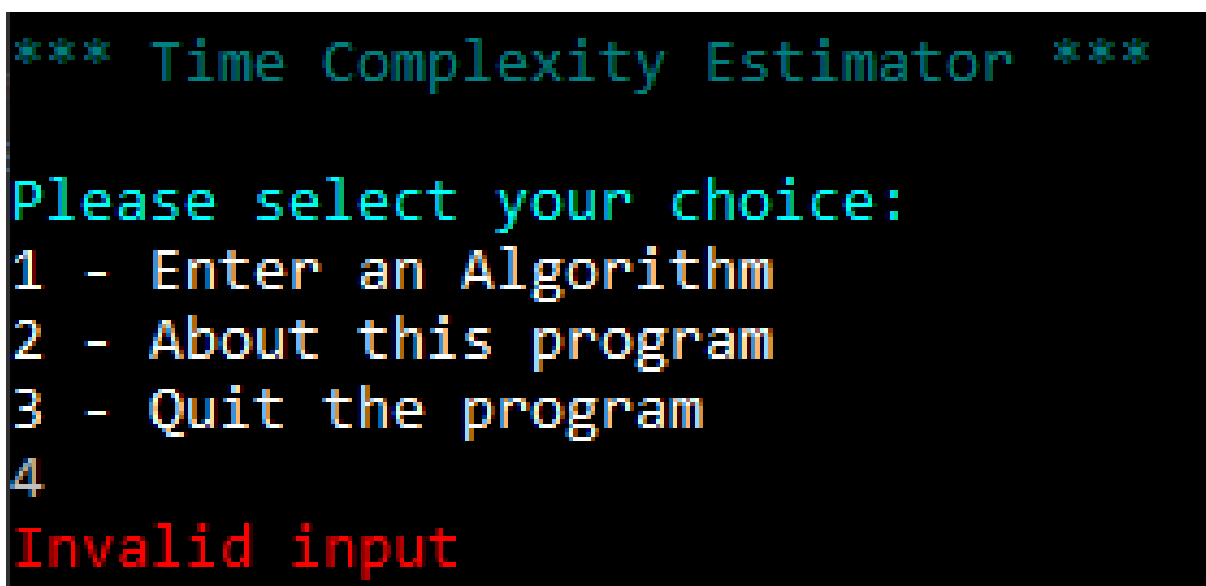 *** Time Complexity Estimator ***
Please select your choice:
1 - Enter an Algorithm
2 - About this program
3 - Quit the program
4
Invalid input